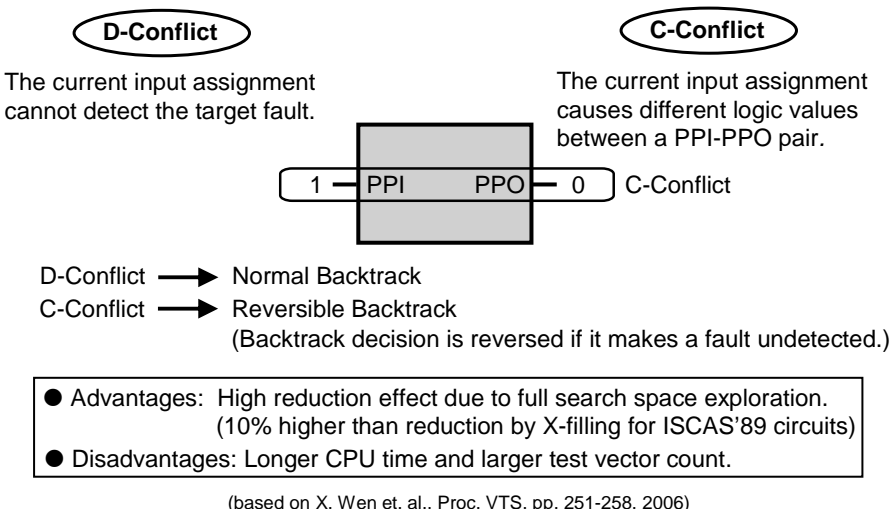 D-Conflict
The current input assignment
cannot detect the target fault.
C-Conflict
The current input assignment
causes different logic values
between a PPI-PPO pair.
1 PPI PPO 0 C-Conflict
D-Conflict Normal Backtrack
C-Conflict Reversible Backtrack
(Backtrack decision is reversed if it makes a fault undetected.)
● Advantages: High reduction effect due to full search space exploration.
(10% higher than reduction by X-filling for ISCAS'89 circuits)
● Disadvantages: Longer CPU time and larger test vector count.
(based on X. Wen et. al., Proc. VTS, pp. 251-258, 2006)